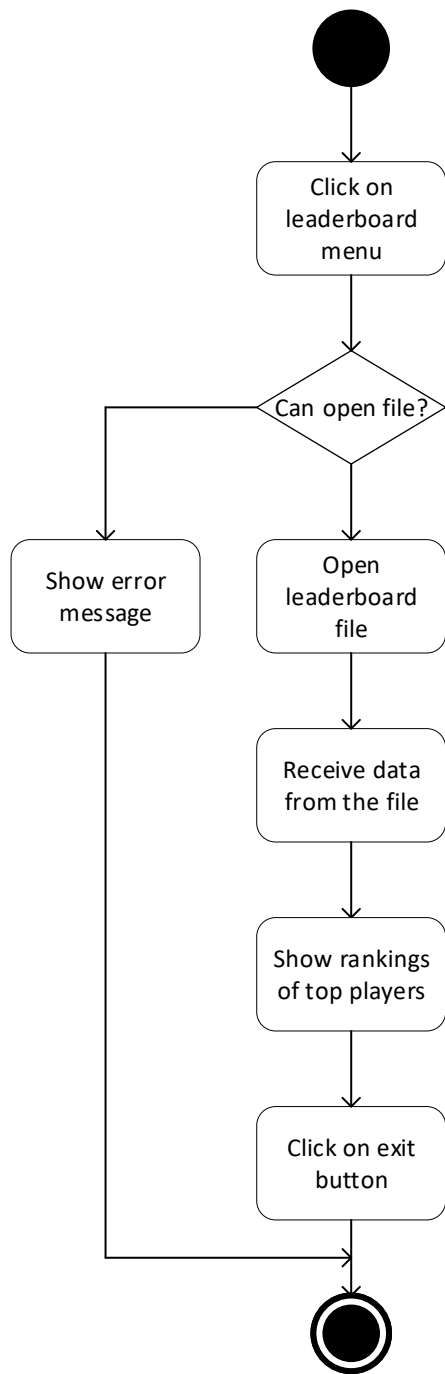 Click on
leaderboard
menu
Can open file?
Show error
message
Open
leaderboard
file
Receive data
from the file
Show rankings
of top players
Click on exit
button